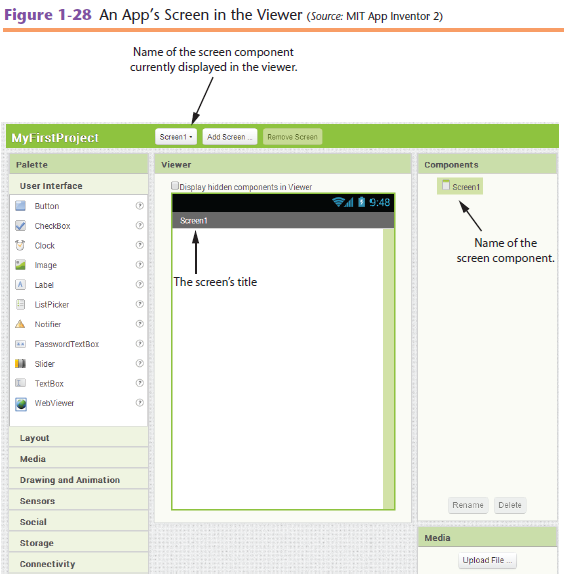 Figure 1-28 An App's Screen in the Viewer (Source: MIT App Inventor 2)
Name of the screen component
currently displayed in the viewer.
MyFirstProject
Screen1
Add Screen ...
Remove Screen
Palette
User Interface
Button
CheckBox
Clock
Image
Label
ListPicker
Notifier
PasswordTextBox
Slider
TextBox
WebViewer
Layout
Media
Drawing and Animation
Sensors
Social
Storage
Connectivity
Viewer
Display hidden components in Viewer
9:48
Screen1
The screen's title
Components
Screen1
Name of the
screen component.
Rename
Delete
Media
Upload File ...